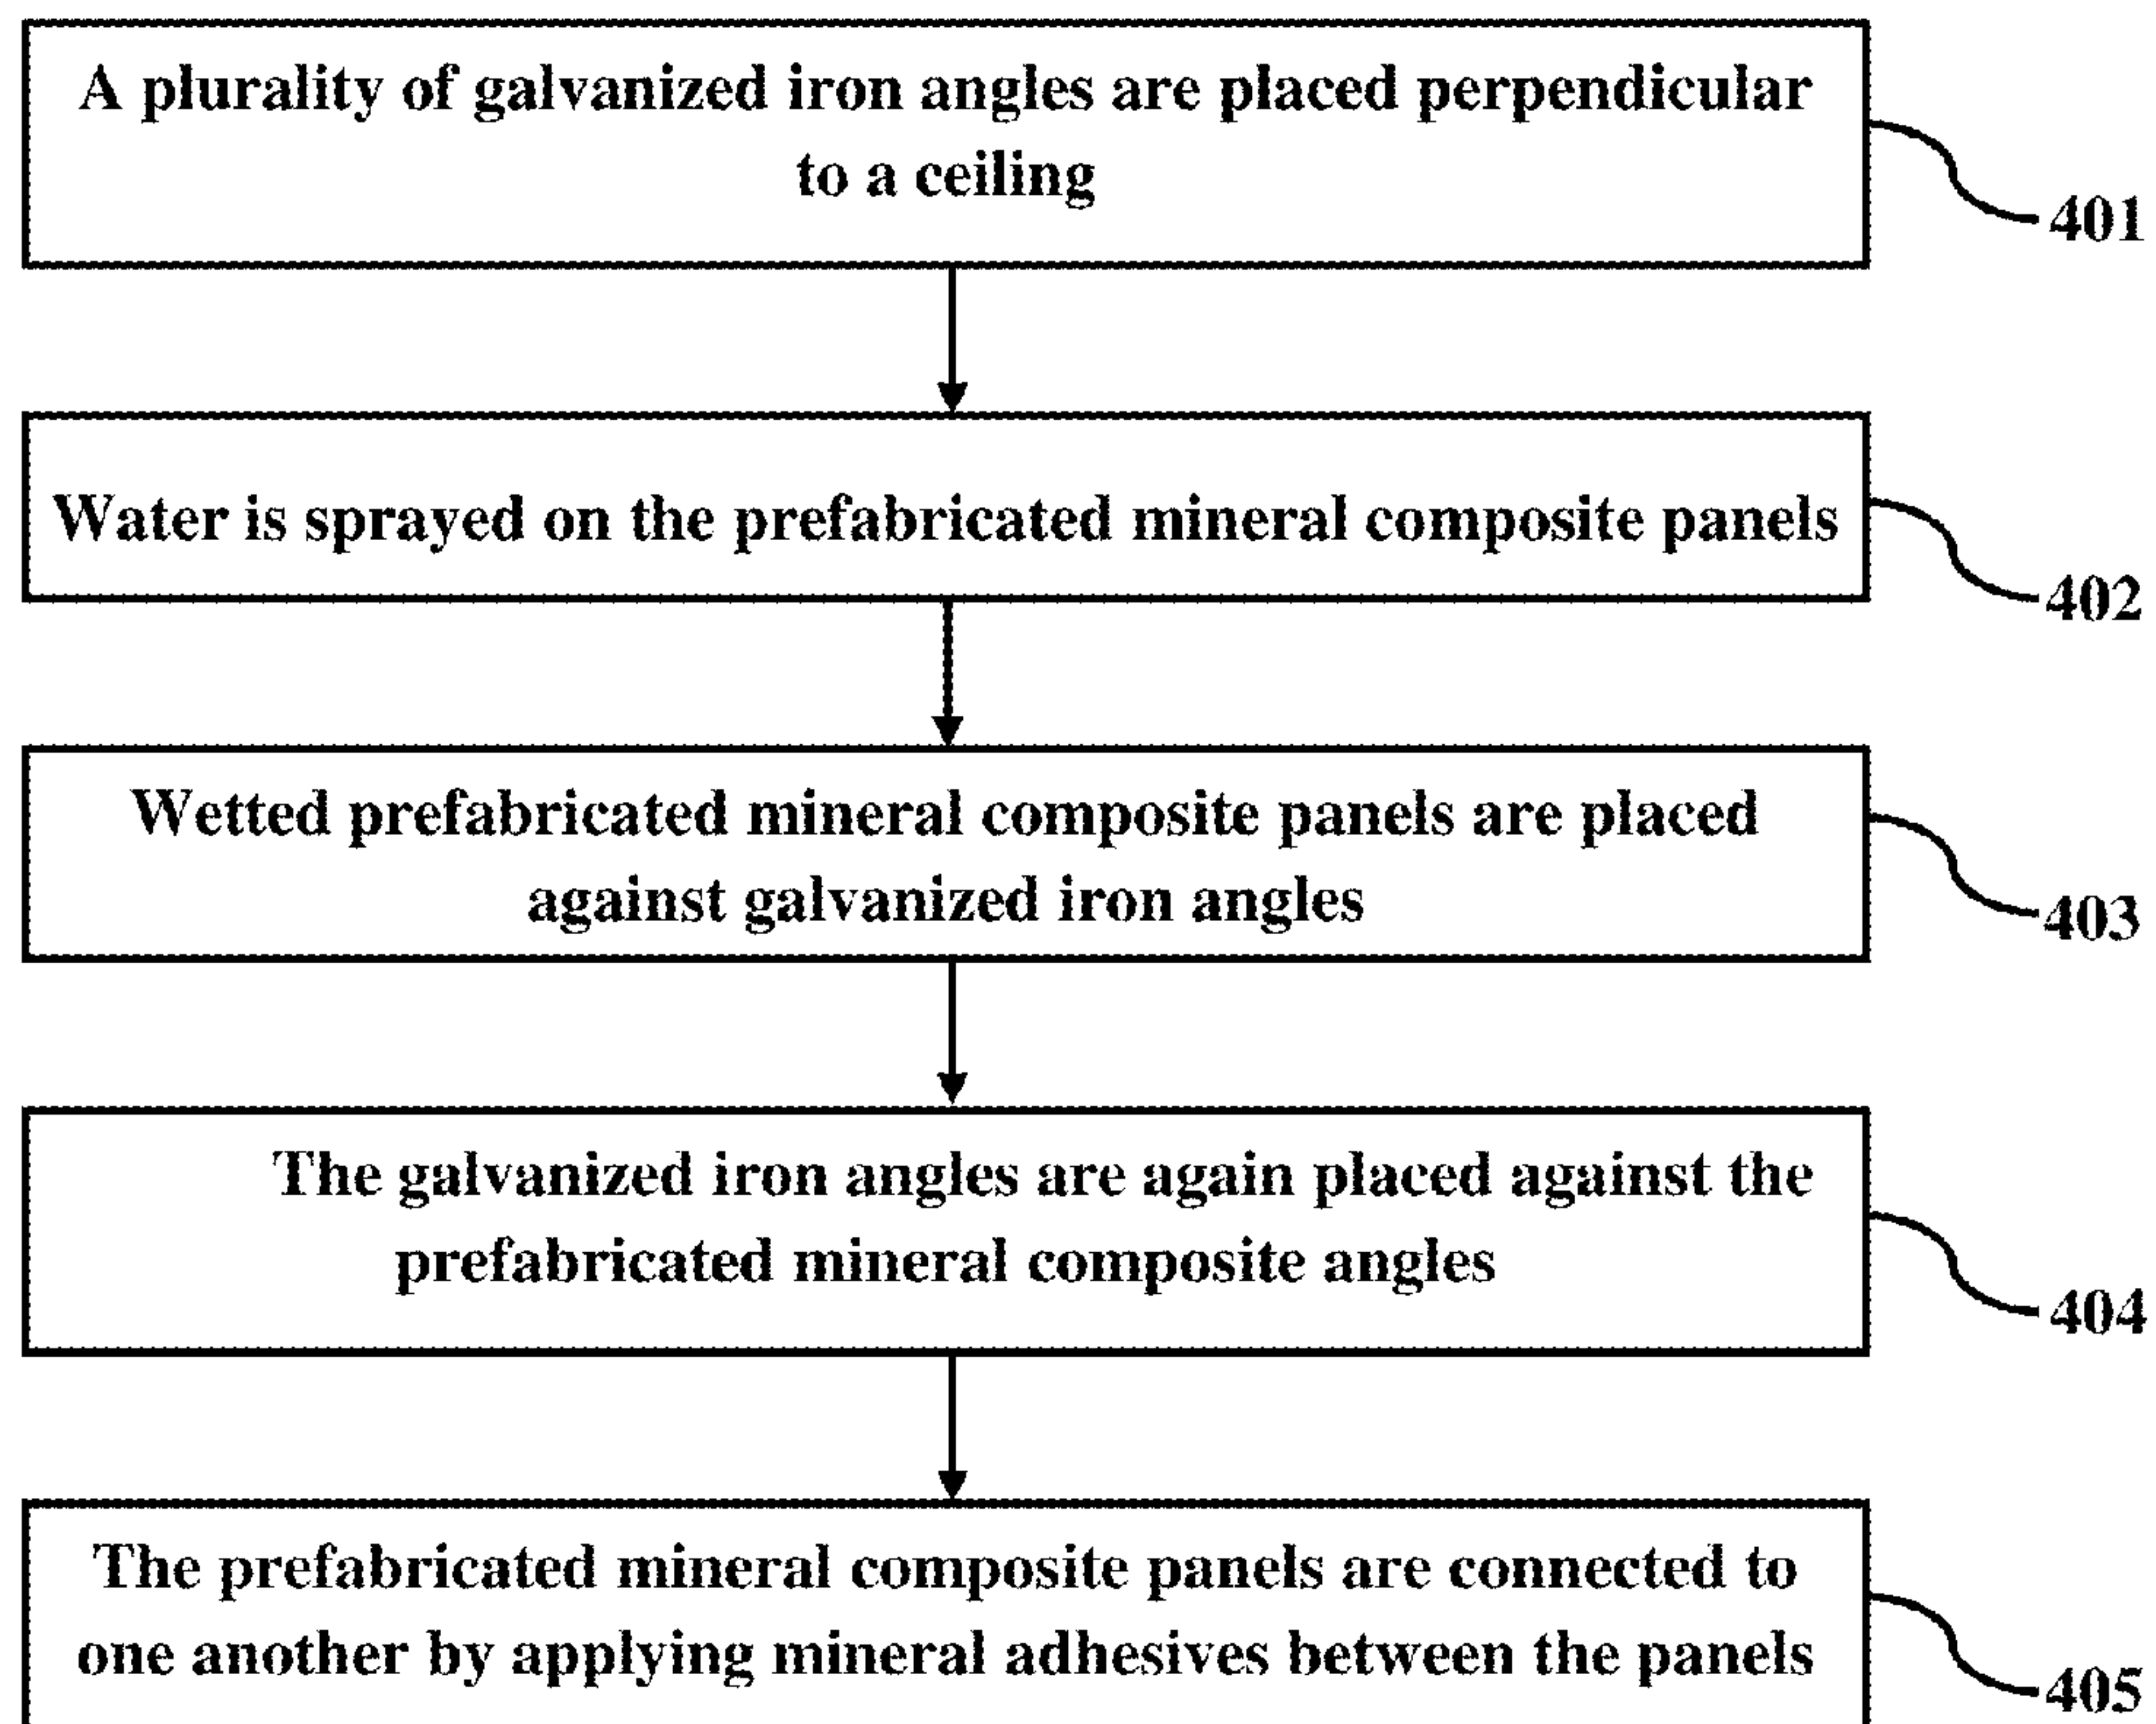 A plurality of galvanized iron angles are placed perpendicular
to a ceiling
401
Water is sprayed on the prefabricated mineral composite panels
402
Wetted prefabricated mineral composite panels are placed
against galvanized iron angles
403
The galvanized iron angles are again placed against the
prefabricated mineral composite angles
404
The prefabricated mineral composite panels are connected to
one another by applying mineral adhesives between the panels
405